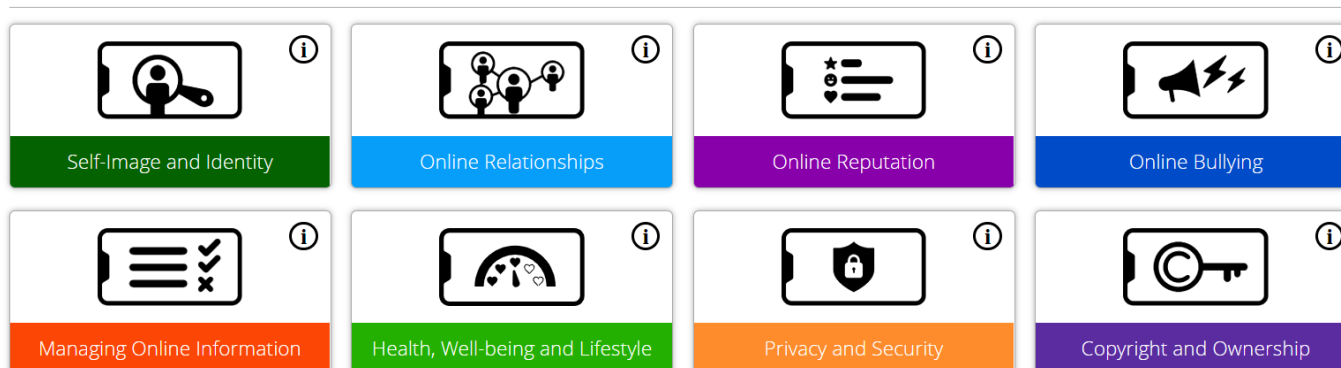 Self-Image and Identity
Online Relationships
Online Reputation
Online Bullying
Managing Online Information
Health, Well-being and Lifestyle
Privacy and Security
Copyright and Ownership